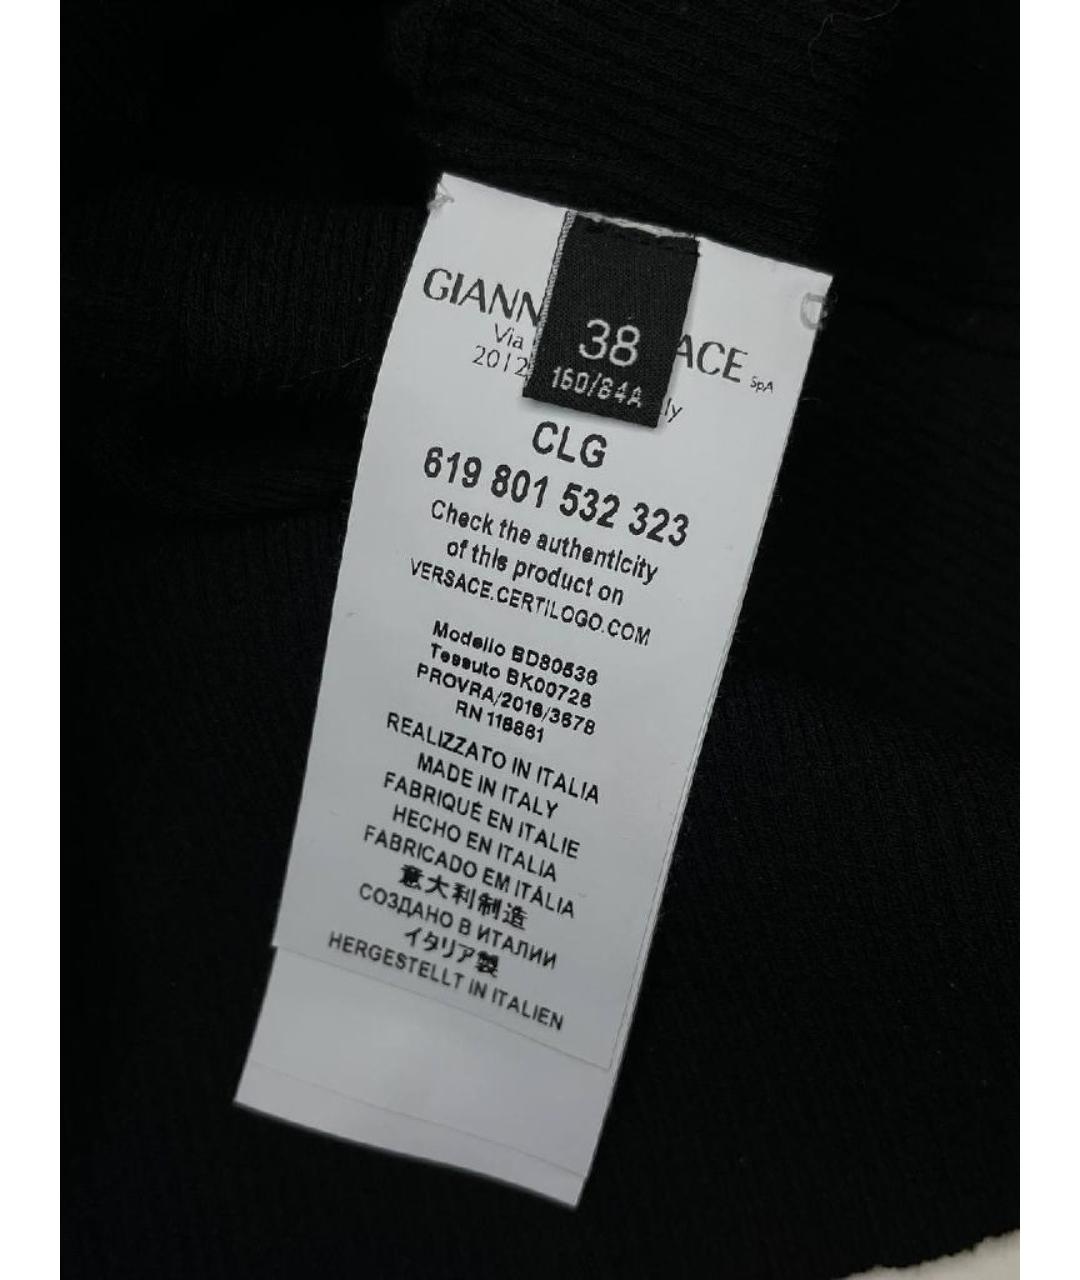 GIANN ACE SpA
Via
2012 ly
38
160/84A
CLG
619 801 532 323
Check the authenticity
of this product on
VERSACE.CERTILOGO.COM
Modello BD80536
Tessuto BK00728
PROVRA/2016/3678
RN 116861
REALIZZATO IN ITALIA
MADE IN ITALY
FABRIQUÉ EN ITALIE
HECHO EN ITALIA
FABRICADO EM ITÁLIA
意大利制造
СОЗДАНО В ИТАЛИИ
イタリア製
HERGESTELLT IN ITALIEN